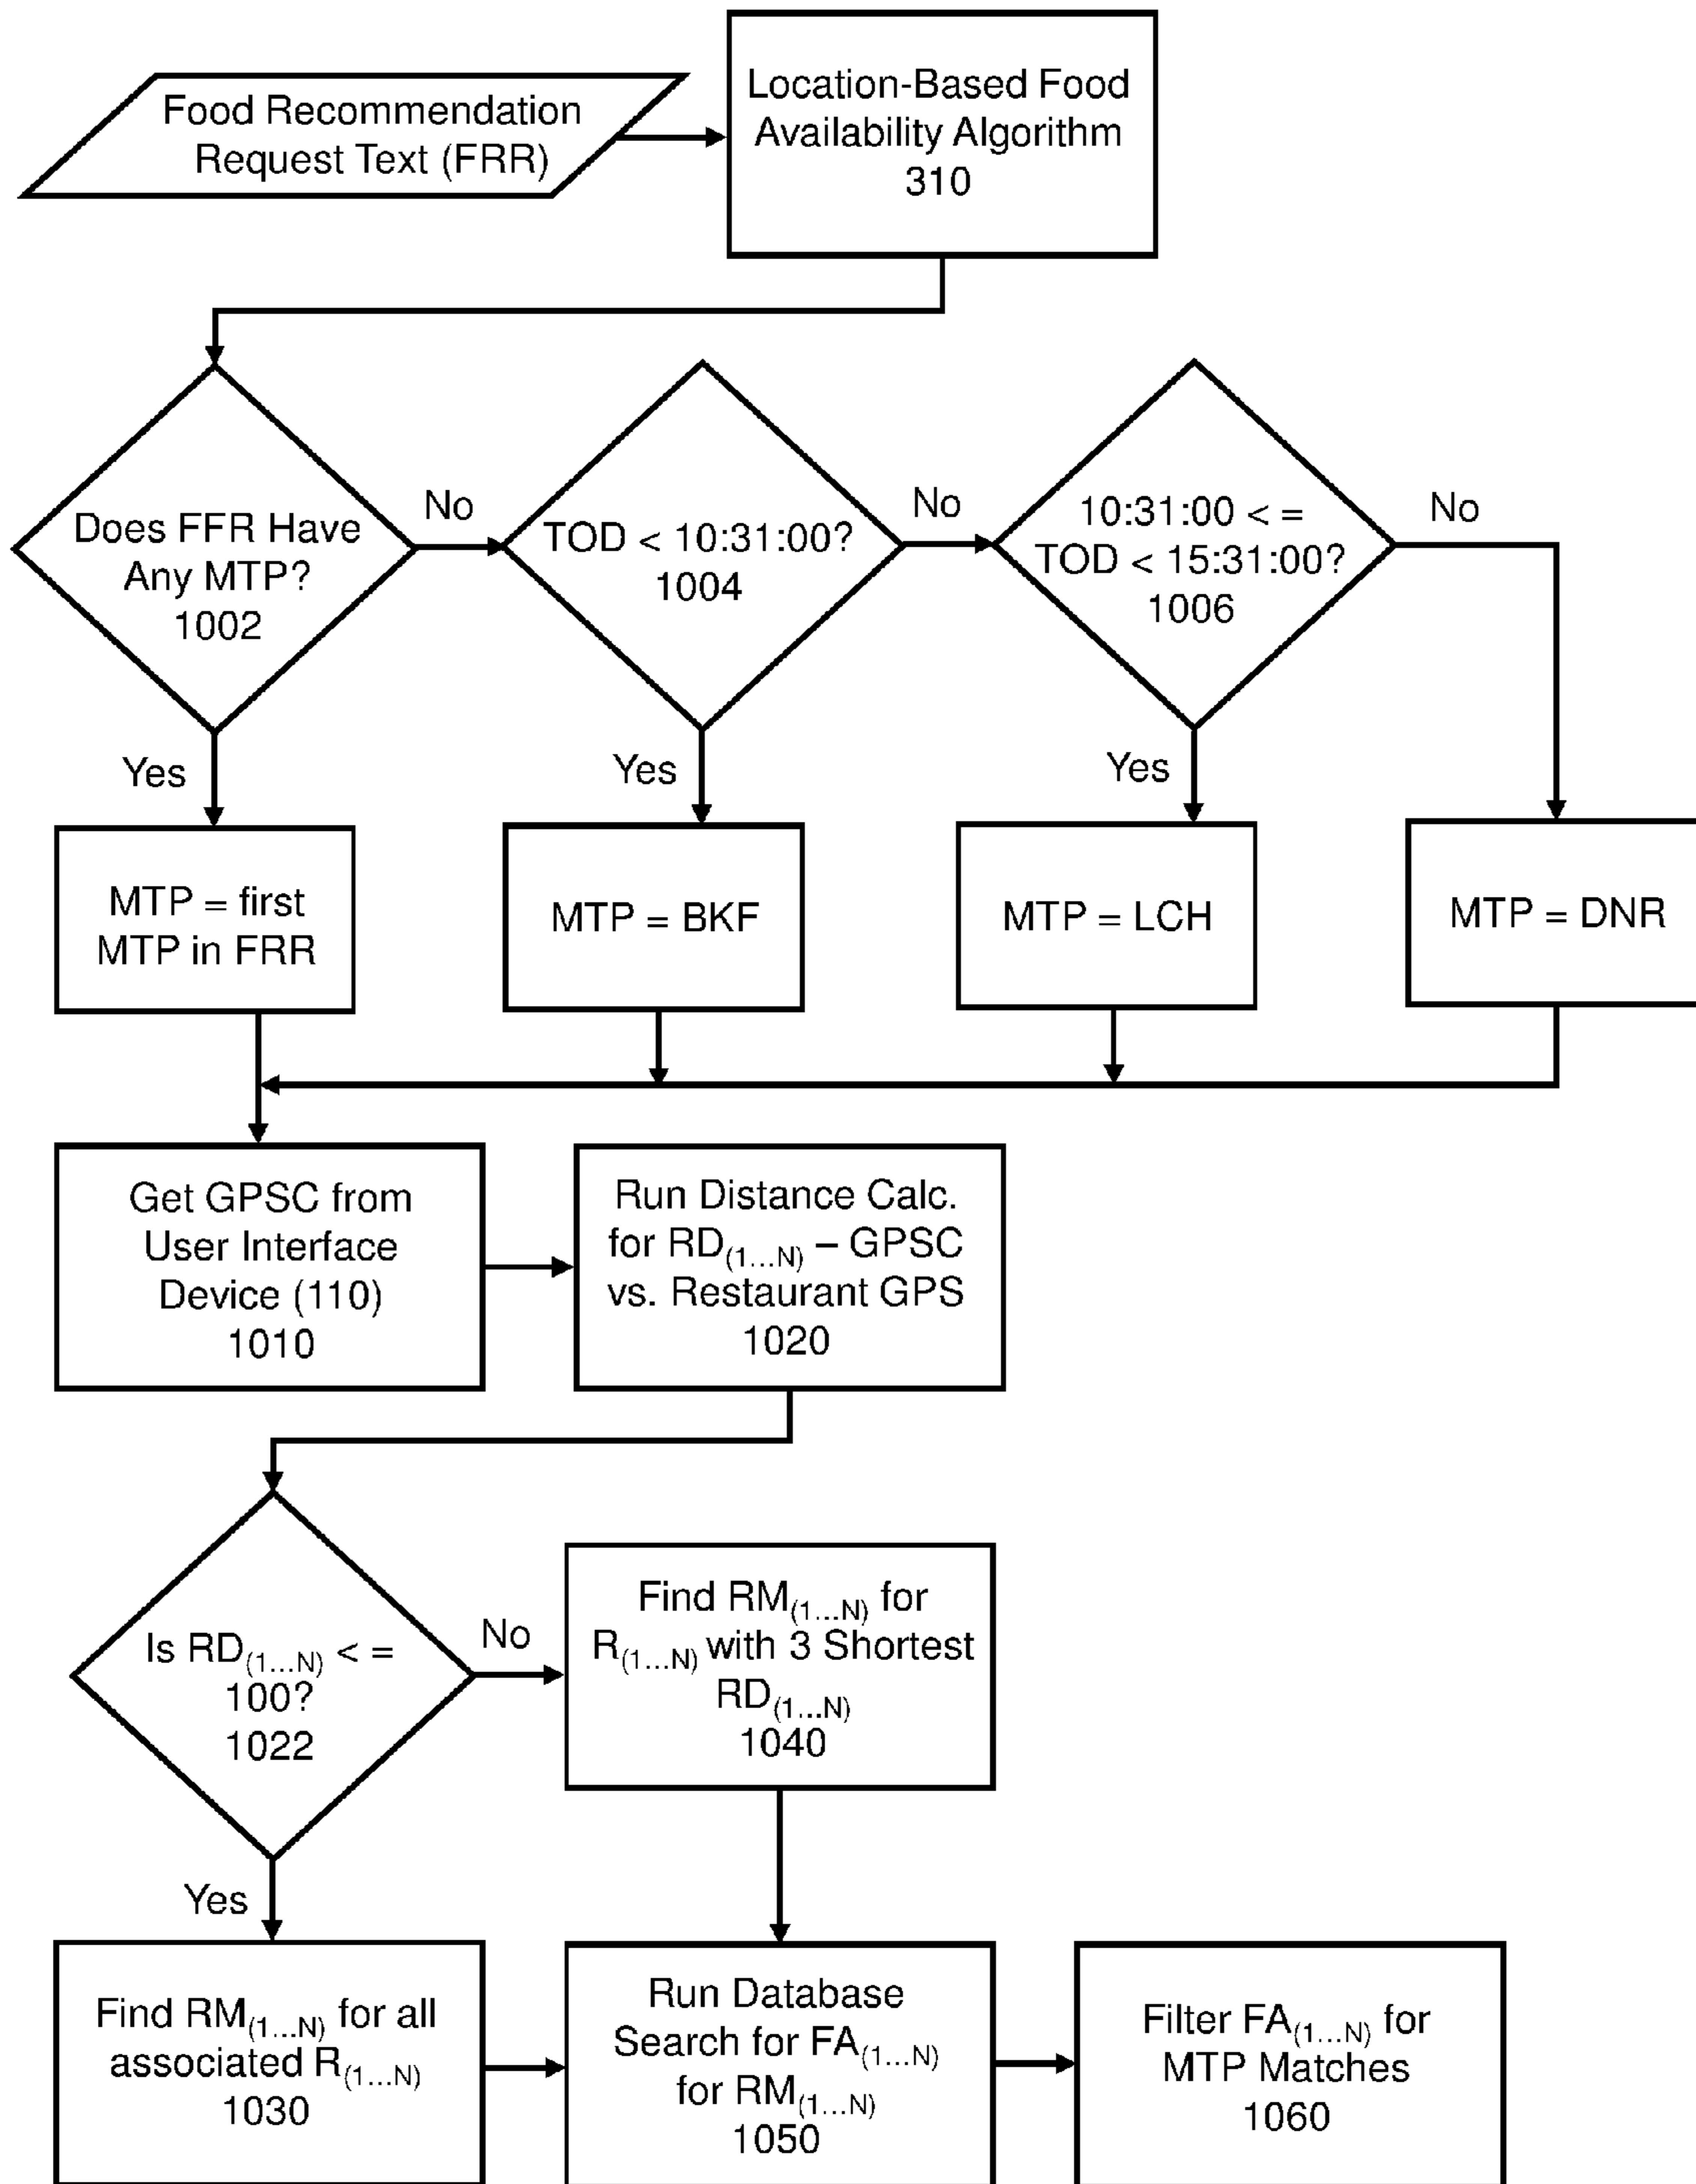 Food Recommendation
Request Text (FRR)
Location-Based Food
Availability Algorithm
310
Does FFR Have
Any MTP?
1002
No
TOD < 10:31:00?
1004
No
10:31:00 < =
TOD < 15:31:00?
1006
No
Yes
Yes
Yes
MTP = first
MTP in FRR
MTP = BKF
MTP = LCH
MTP = DNR
Get GPSC from
User Interface
Device (110)
1010
Run Distance Calc.
for RD(1...N) – GPSC
vs. Restaurant GPS
1020
Is RD(1...N) < =
100?
1022
No
Find RM(1...N) for
R(1...N) with 3 Shortest
RD(1...N)
1040
Yes
Find RM(1...N) for all
associated R(1...N)
1030
Run Database
Search for FA(1...N)
for RM(1...N)
1050
Filter FA(1...N) for
MTP Matches
1060